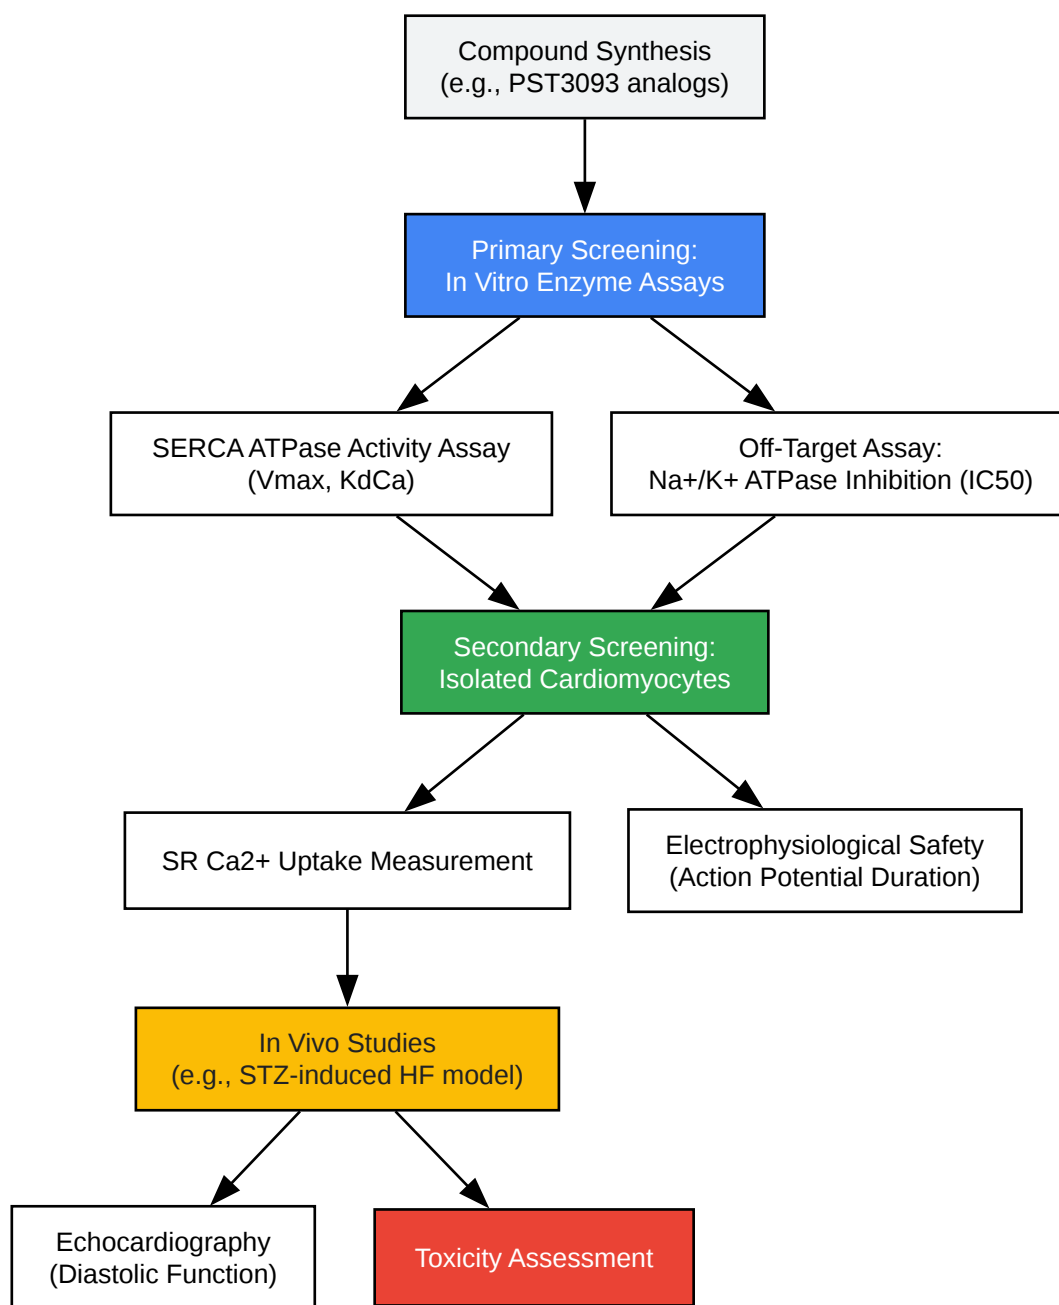 Compound Synthesis
(e.g., PST3093 analogs)
Primary Screening:
In Vitro Enzyme Assays
SERCA ATPase Activity Assay
(Vmax, KdCa)
Off-Target Assay:
Na+/K+ ATPase Inhibition (IC50)
Secondary Screening:
Isolated Cardiomyocytes
SR Ca2+ Uptake Measurement
Electrophysiological Safety
(Action Potential Duration)
In Vivo Studies
(e.g., STZ-induced HF model)
Echocardiography
(Diastolic Function)
Toxicity Assessment